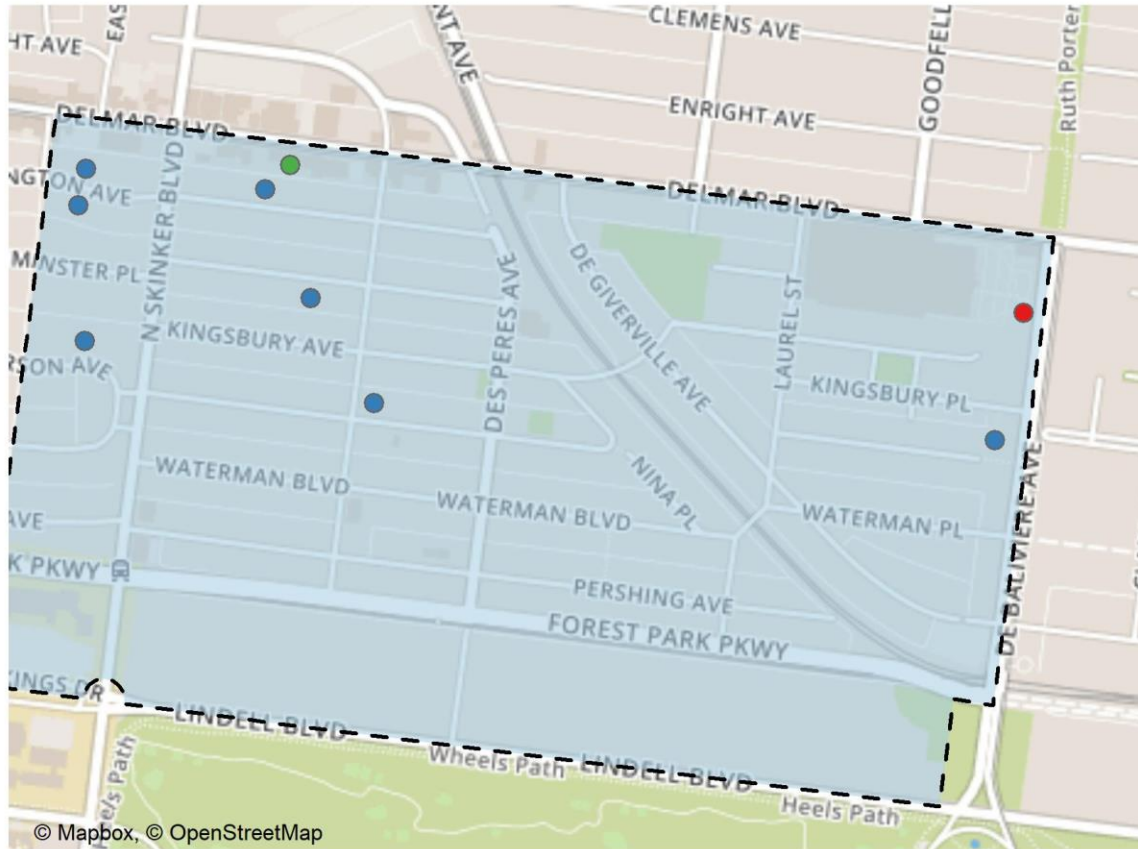 CLEMENS AVE
HT AVE
EAS
NT AVE
GOODFELL
Ruth Porter
ENRIGHT AVE
DELMAR BLVD
DELMAR BLVD
NGTON AVE
N SKINKER BLVD
MINSTER PL
KINGSBURY AVE
DES PERES AVE
DE GIVERVILLE AVE
LAUREL ST
RSON AVE
KINGSBURY PL
WATERMAN BLVD
WATERMAN BLVD
NINA PL
WATERMAN PL
AVE
K PKWY
PERSHING AVE
FOREST PARK PKWY
DE BALIVIERE AVE
KINGS DR
LINDELL BLVD
Wheels Path
LINDELL BLVD
Heels Path
Heels Path
© Mapbox, © OpenStreetMap